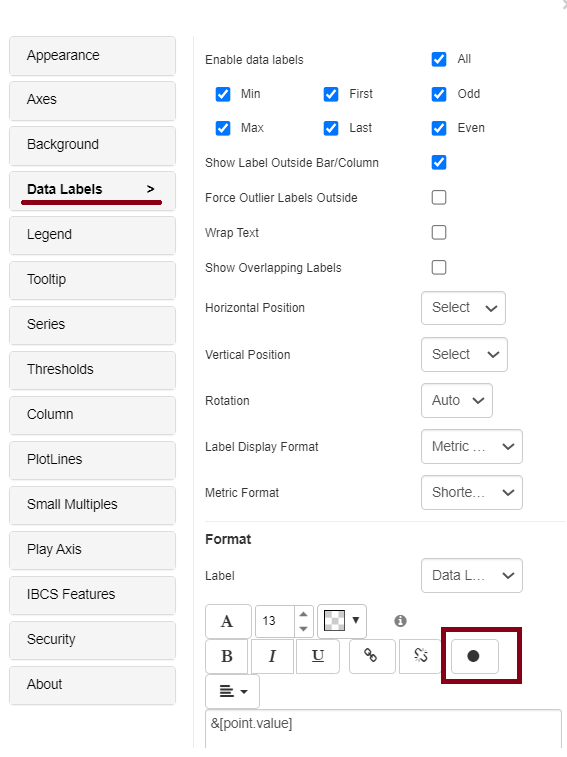 Appearance
Axes
Background
Data Labels >
Legend
Tooltip
Series
Thresholds
Column
PlotLines
Small Multiples
Play Axis
IBCS Features
Security
About
Enable data labels All
Min First Odd
Max Last Even
Show Label Outside Bar/Column
Force Outlier Labels Outside
Wrap Text
Show Overlapping Labels
Horizontal Position Select
Vertical Position Select
Rotation Auto
Label Display Format Metric ...
Metric Format Shorte...
Format
Label Data L...
A 13
B I U
&[point.value]